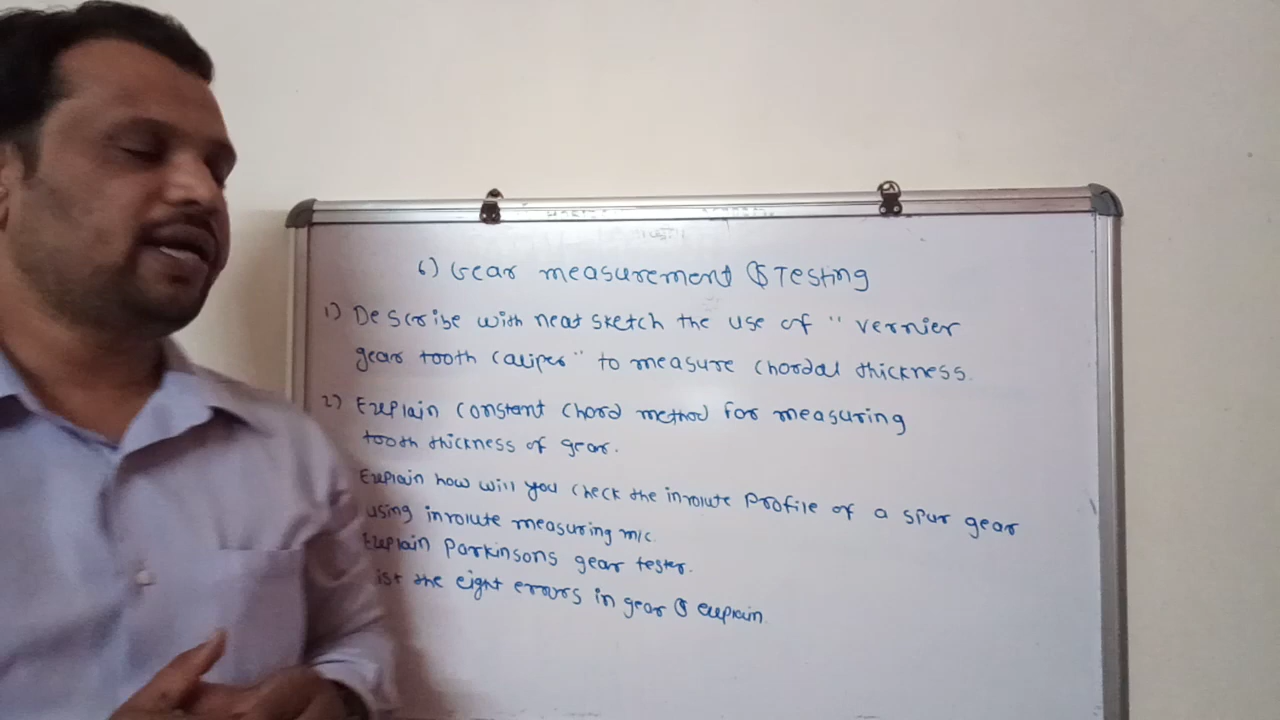 6) Gear measurement & Testing
1) Describe with neat sketch the use of "vernier
gear tooth caliper" to measure chordal thickness.
2) Explain constant chord method for measuring
tooth thickness of gear.
Explain how will you check the involute profile of a spur gear
using involute measuring m/c.
Explain Parkinsons gear tester.
ist the eight errors in gear & explain.